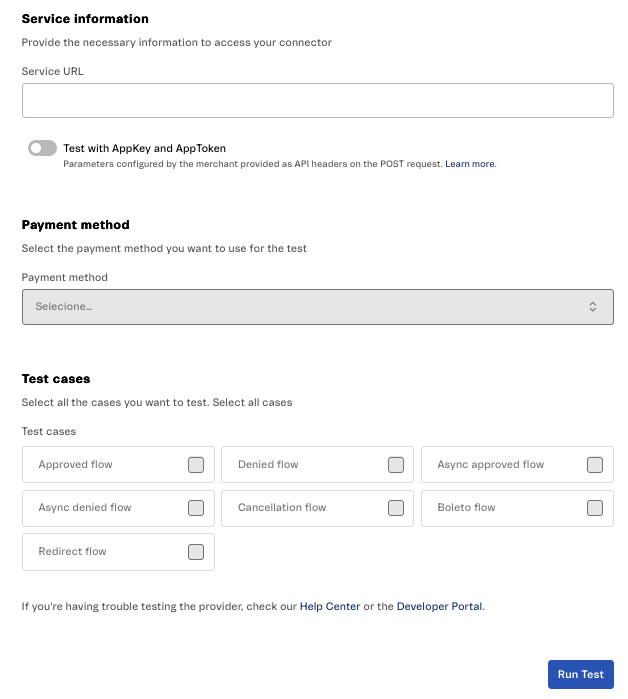 Service information
Provide the necessary information to access your connector
Service URL
Test with AppKey and AppToken
Parameters configured by the merchant provided as API headers on the POST request. Learn more.
Payment method
Select the payment method you want to use for the test
Payment method
Selecione...
Test cases
Select all the cases you want to test. Select all cases
Test cases
Approved flow
Denied flow
Async approved flow
Async denied flow
Cancellation flow
Boleto flow
Redirect flow
If you're having trouble testing the provider, check our Help Center or the Developer Portal.
Run Test